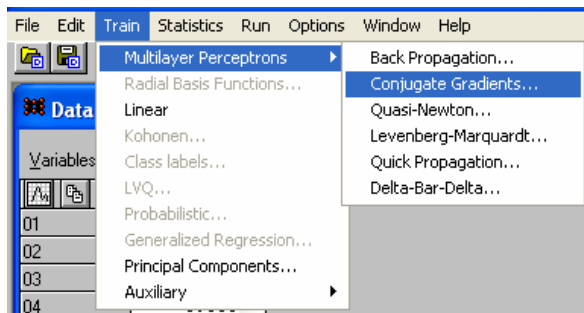 File Edit Train Statistics Run Options Window Help
Multilayer Perceptrons
Radial Basis Functions...
Linear
Kohonen...
Class labels...
LVQ...
Probabilistic...
Generalized Regression...
Principal Components...
Auxiliary
Back Propagation...
Conjugate Gradients...
Quasi-Newton...
Levenberg-Marquardt...
Quick Propagation...
Delta-Bar-Delta...
Data
Variables
01
02
03
04